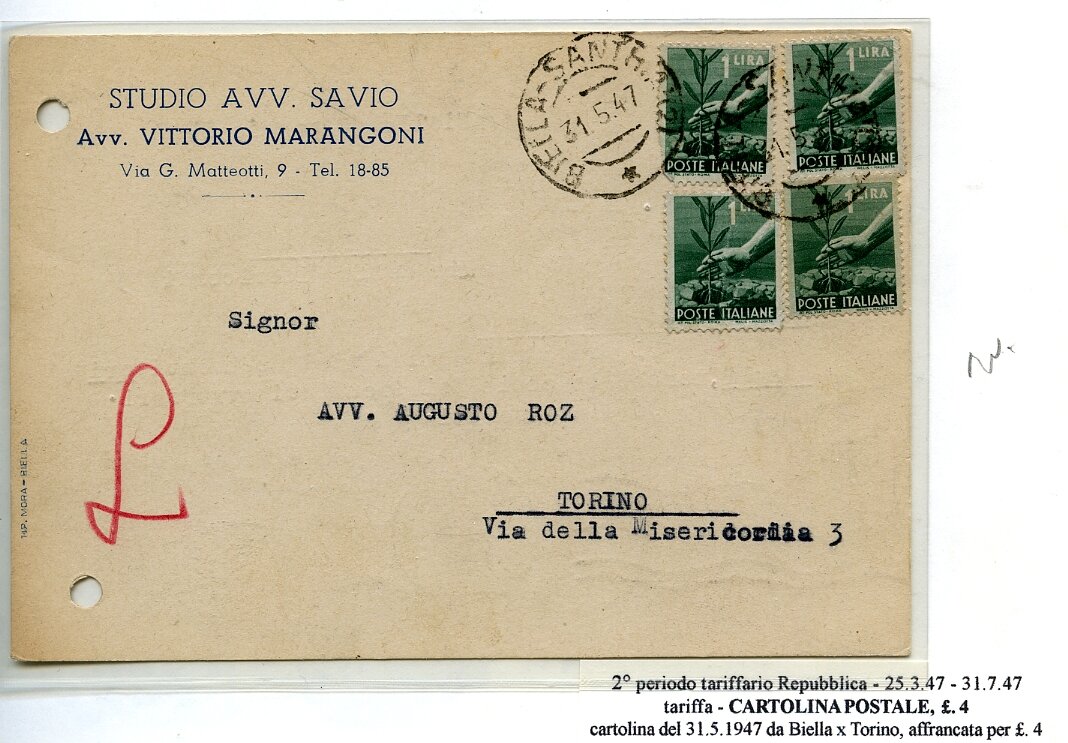 STUDIO AVV. SAVIO
Avv. VITTORIO MARANGONI
Via G. Matteotti, 9 - Tel. 18-85
BIELLA-SANTHIA
31.5.47
1 LIRA
POSTE ITALIANE
1 LIRA
POSTE ITALIANE
1 LIRA
POSTE ITALIANE
1 LIRA
POSTE ITALIANE
Signor
AVV. AUGUSTO ROZ
TORINO
Via della Misericordia 3
TIP. MORA - BIELLA
2° periodo tariffario Repubblica - 25.3.47 - 31.7.47
tariffa - CARTOLINA POSTALE, £. 4
cartolina del 31.5.1947 da Biella x Torino, affrancata per £. 4